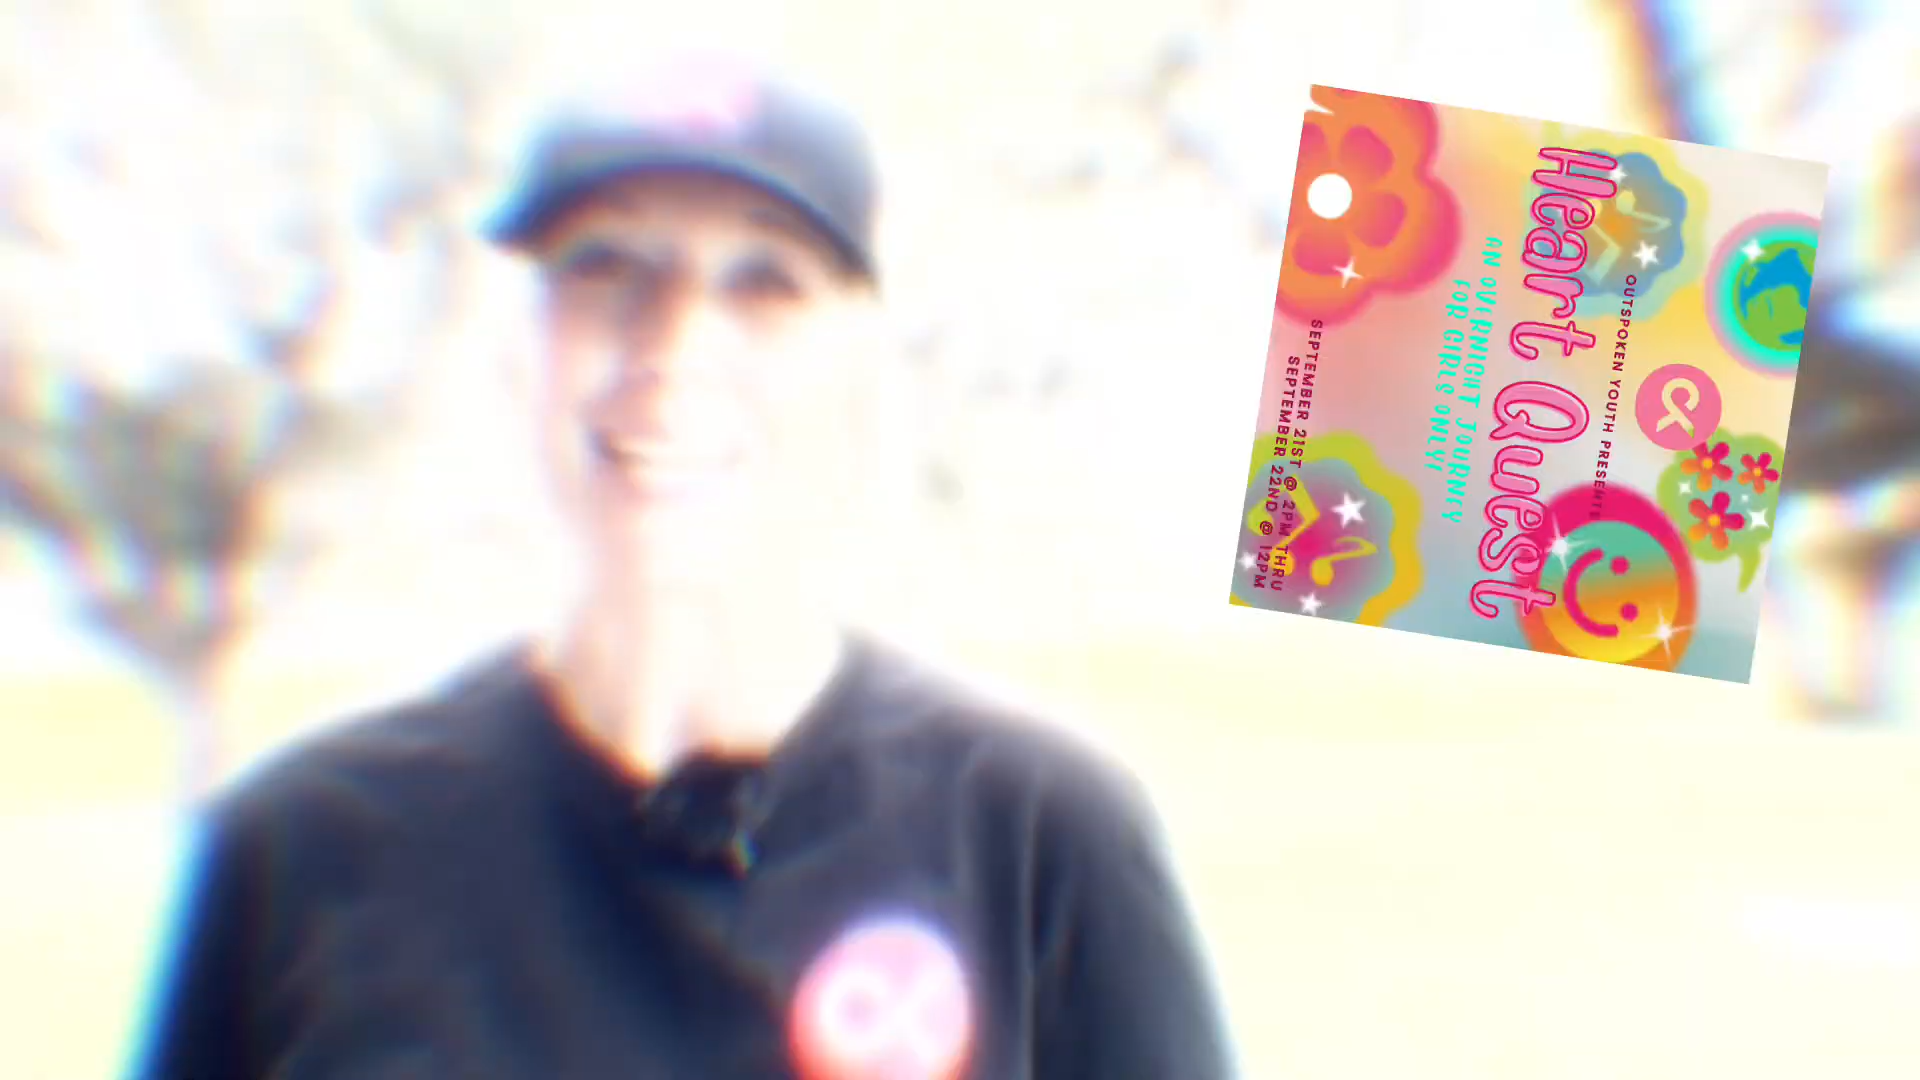 OUTSPOKEN YOUTH PRESENTS
Heart Quest
AN OVERNIGHT JOURNEY
FOR GIRLS ONLY!
SEPTEMBER 21ST @ 2PM THRU
SEPTEMBER 22ND @ 12PM